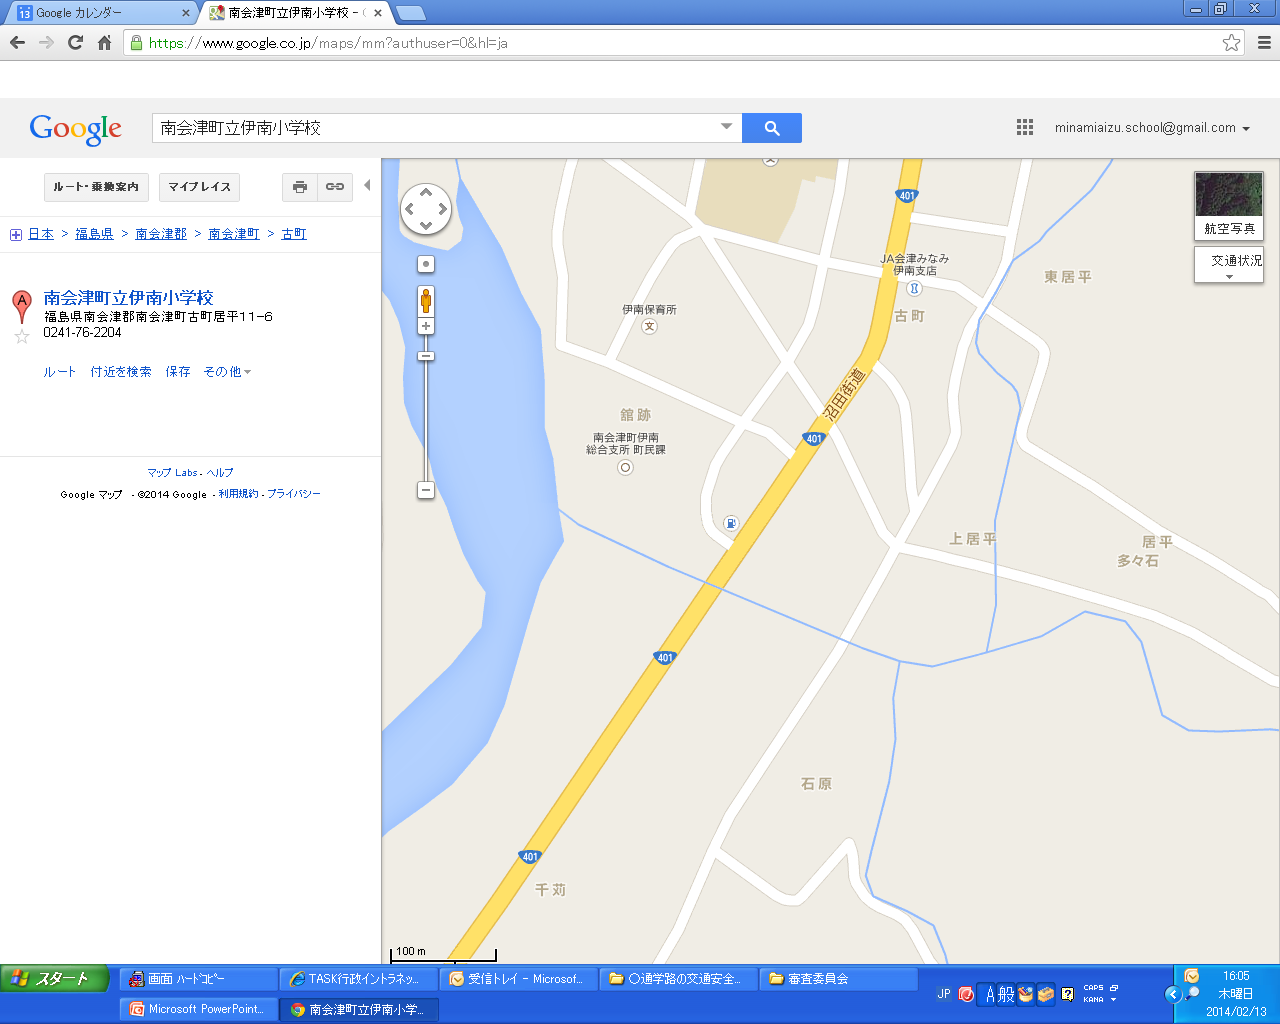 Google カレンダー
南会津町立伊南小学校 - G
https://www.google.co.jp/maps/mm?authuser=0&hl=ja
Google
南会津町立伊南小学校
minamiaizu.school@gmail.com
ルート・乗換案内
マイプレイス
日本 > 福島県 > 南会津郡 > 南会津町 > 古町
A
南会津町立伊南小学校
福島県南会津郡南会津町古町居平11-6
0241-76-2204
ルート 付近を検索 保存 その他
マップ Labs - ヘルプ
Google マップ - ©2014 Google - 利用規約 - プライバシー
航空写真
交通状況
401
JA会津みなみ
伊南支店
東居平
伊南保育所
文
古町
沼田街道
舘跡
401
南会津町伊南
総合支所 町民課
上居平
居平
多々石
401
石原
401
千苅
100 m
スタート
画面 ハードコピー
TASK行政イントラネッ...
受信トレイ - Microsof...
〇通学路の交通安全...
審査委員会
Microsoft PowerPoint...
南会津町立伊南小学...
JP
A 般
CAPS
KANA
16:05
木曜日
2014/02/13